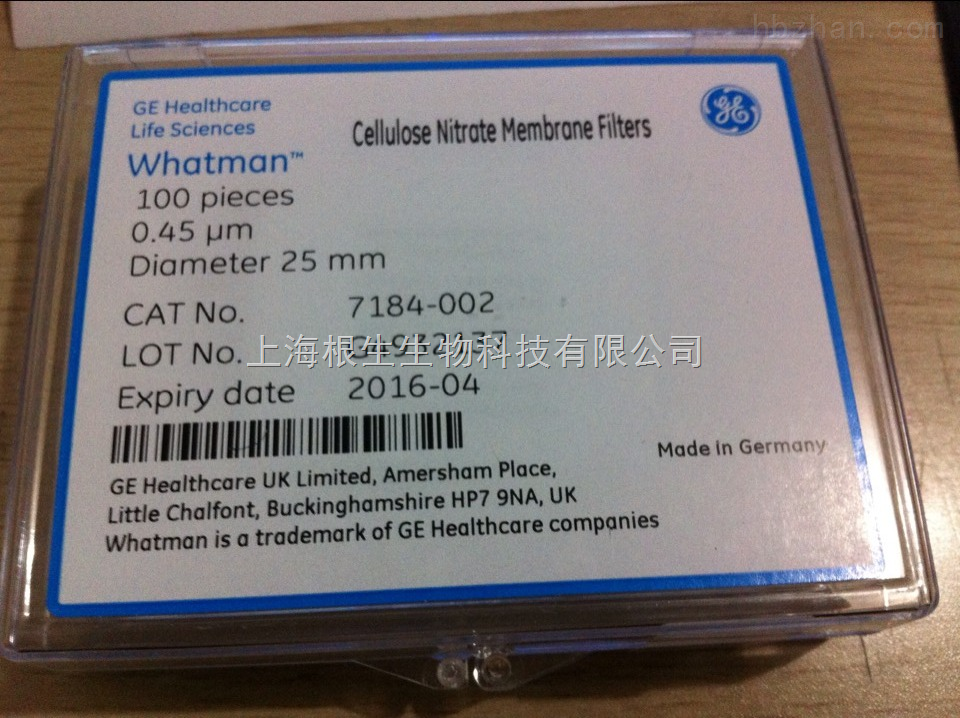 hbzhan.com
GE Healthcare
Life Sciences
Cellulose Nitrate Membrane Filters
GE
Whatman™
100 pieces
0.45 µm
Diameter 25 mm
CAT No. 7184-002
LOT No.
上海根生生物科技有限公司
Expiry date 2016-04
Made in Germany
GE Healthcare UK Limited, Amersham Place,
Little Chalfont, Buckinghamshire HP7 9NA, UK
Whatman is a trademark of GE Healthcare companies